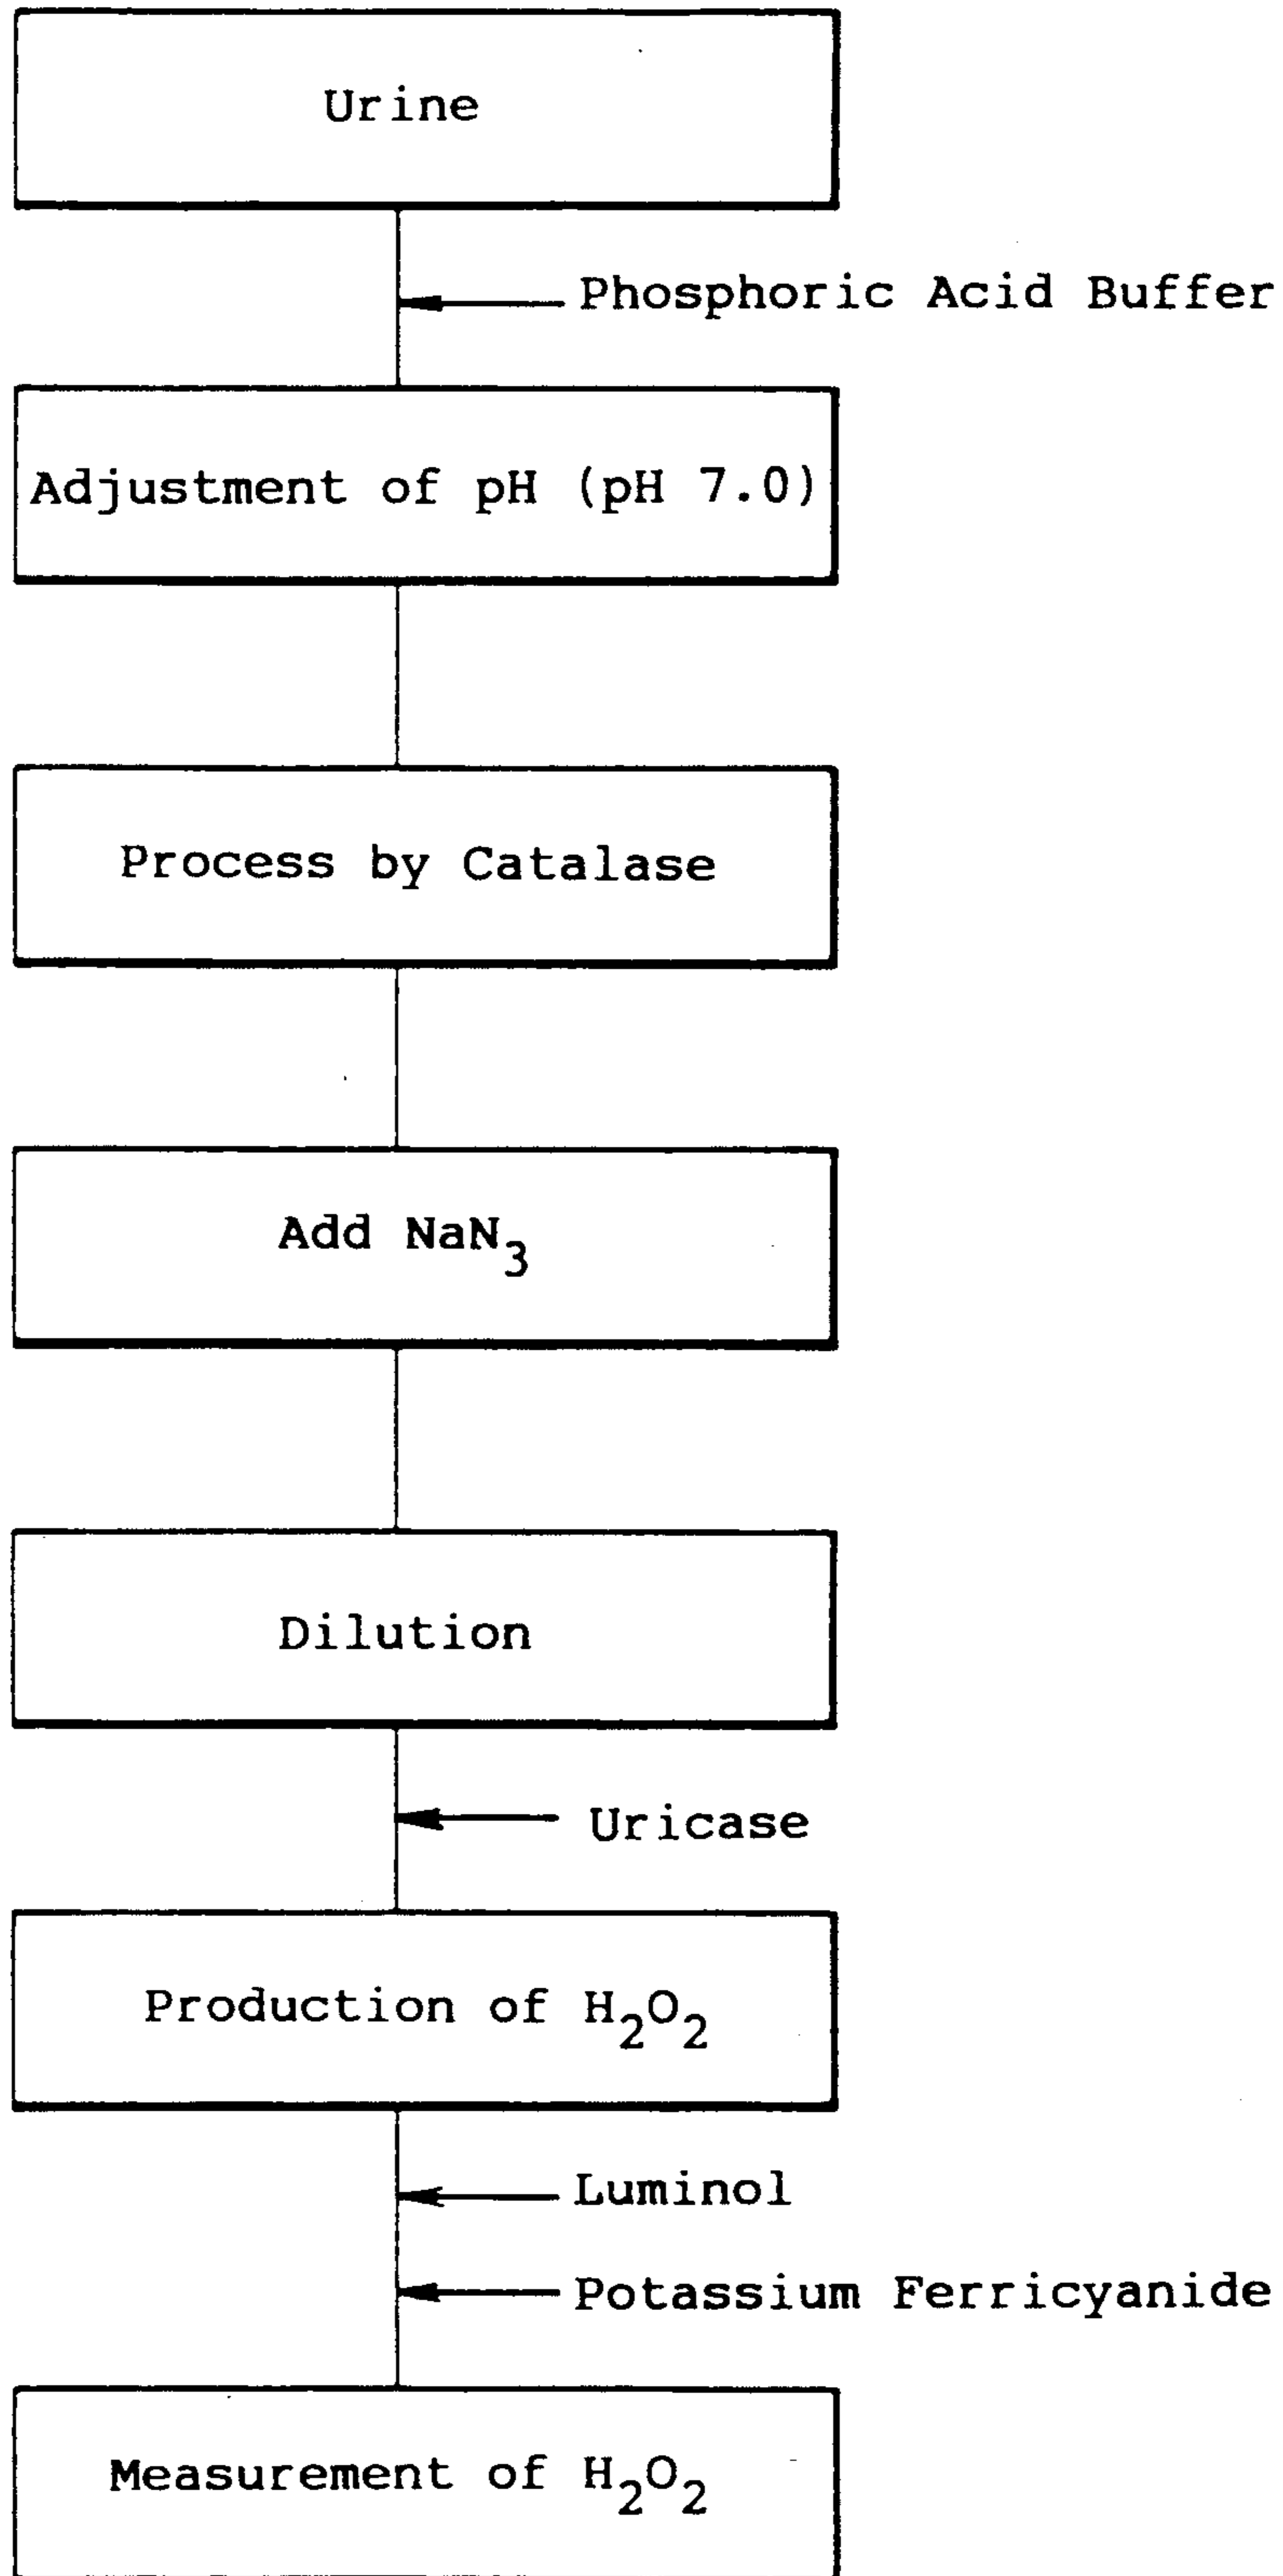 Urine
Phosphoric Acid Buffer
Adjustment of pH (pH 7.0)
Process by Catalase
Add NaN3
Dilution
Uricase
Production of H2O2
Luminol
Potassium Ferricyanide
Measurement of H2O2